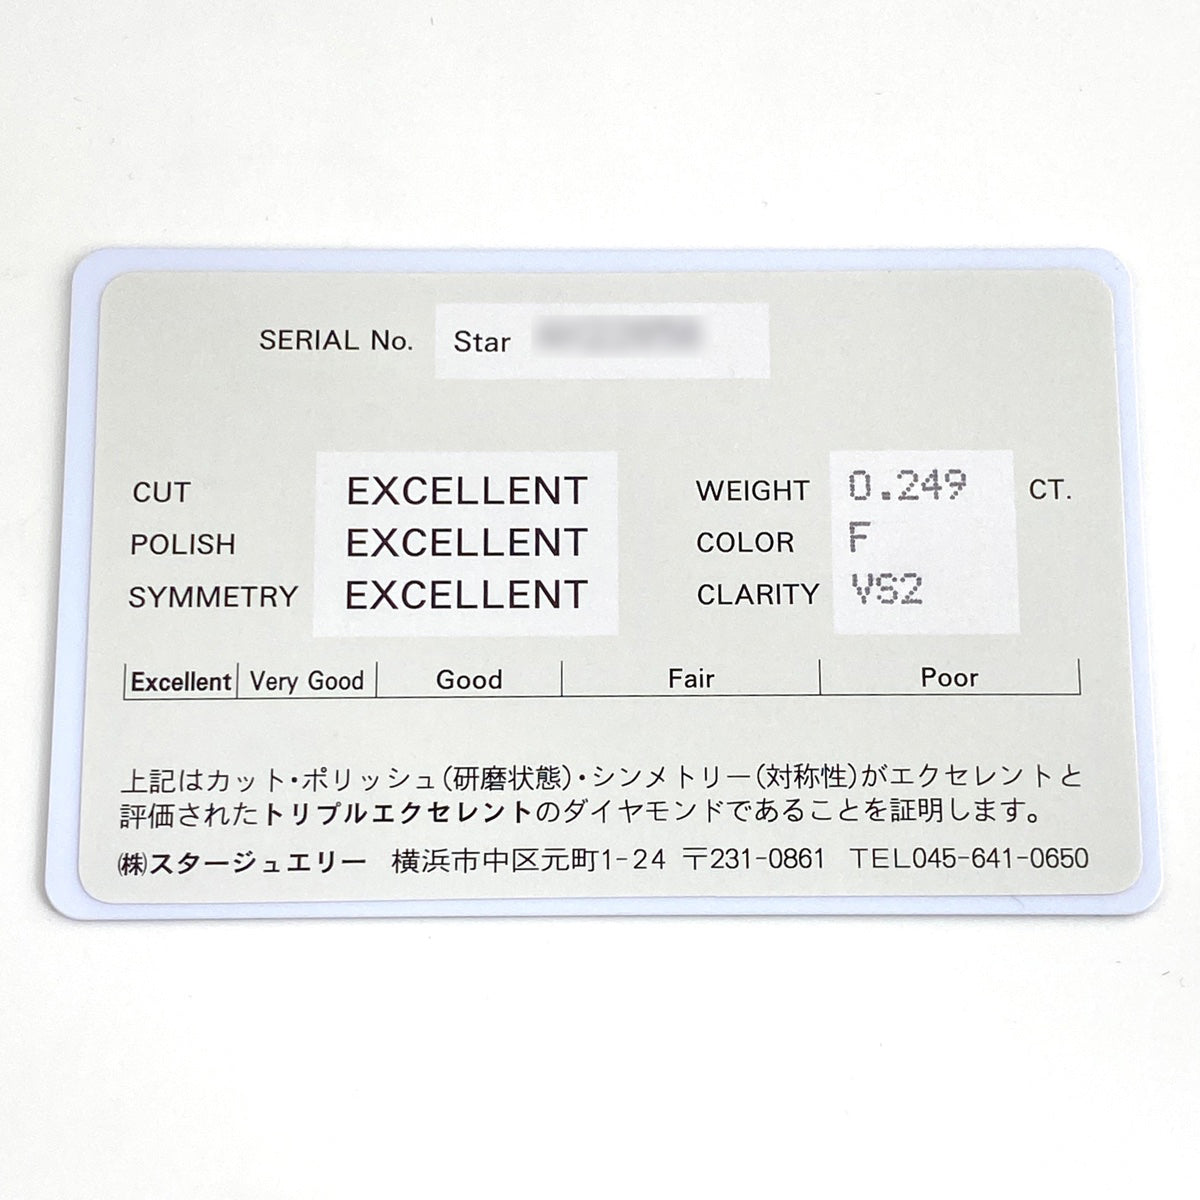 SERIAL No. Star
CUT EXCELLENT WEIGHT 0.249 CT.
POLISH EXCELLENT COLOR F
SYMMETRY EXCELLENT CLARITY VS2
Excellent Very Good Good Fair Poor
上記はカット・ポリッシュ(研磨状態)・シンメトリー(対称性)がエクセレントと
評価されたトリプルエクセレントのダイヤモンドであることを証明します。
㈱スタージュエリー 横浜市中区元町1-24 〒231-0861 TEL045-641-0650